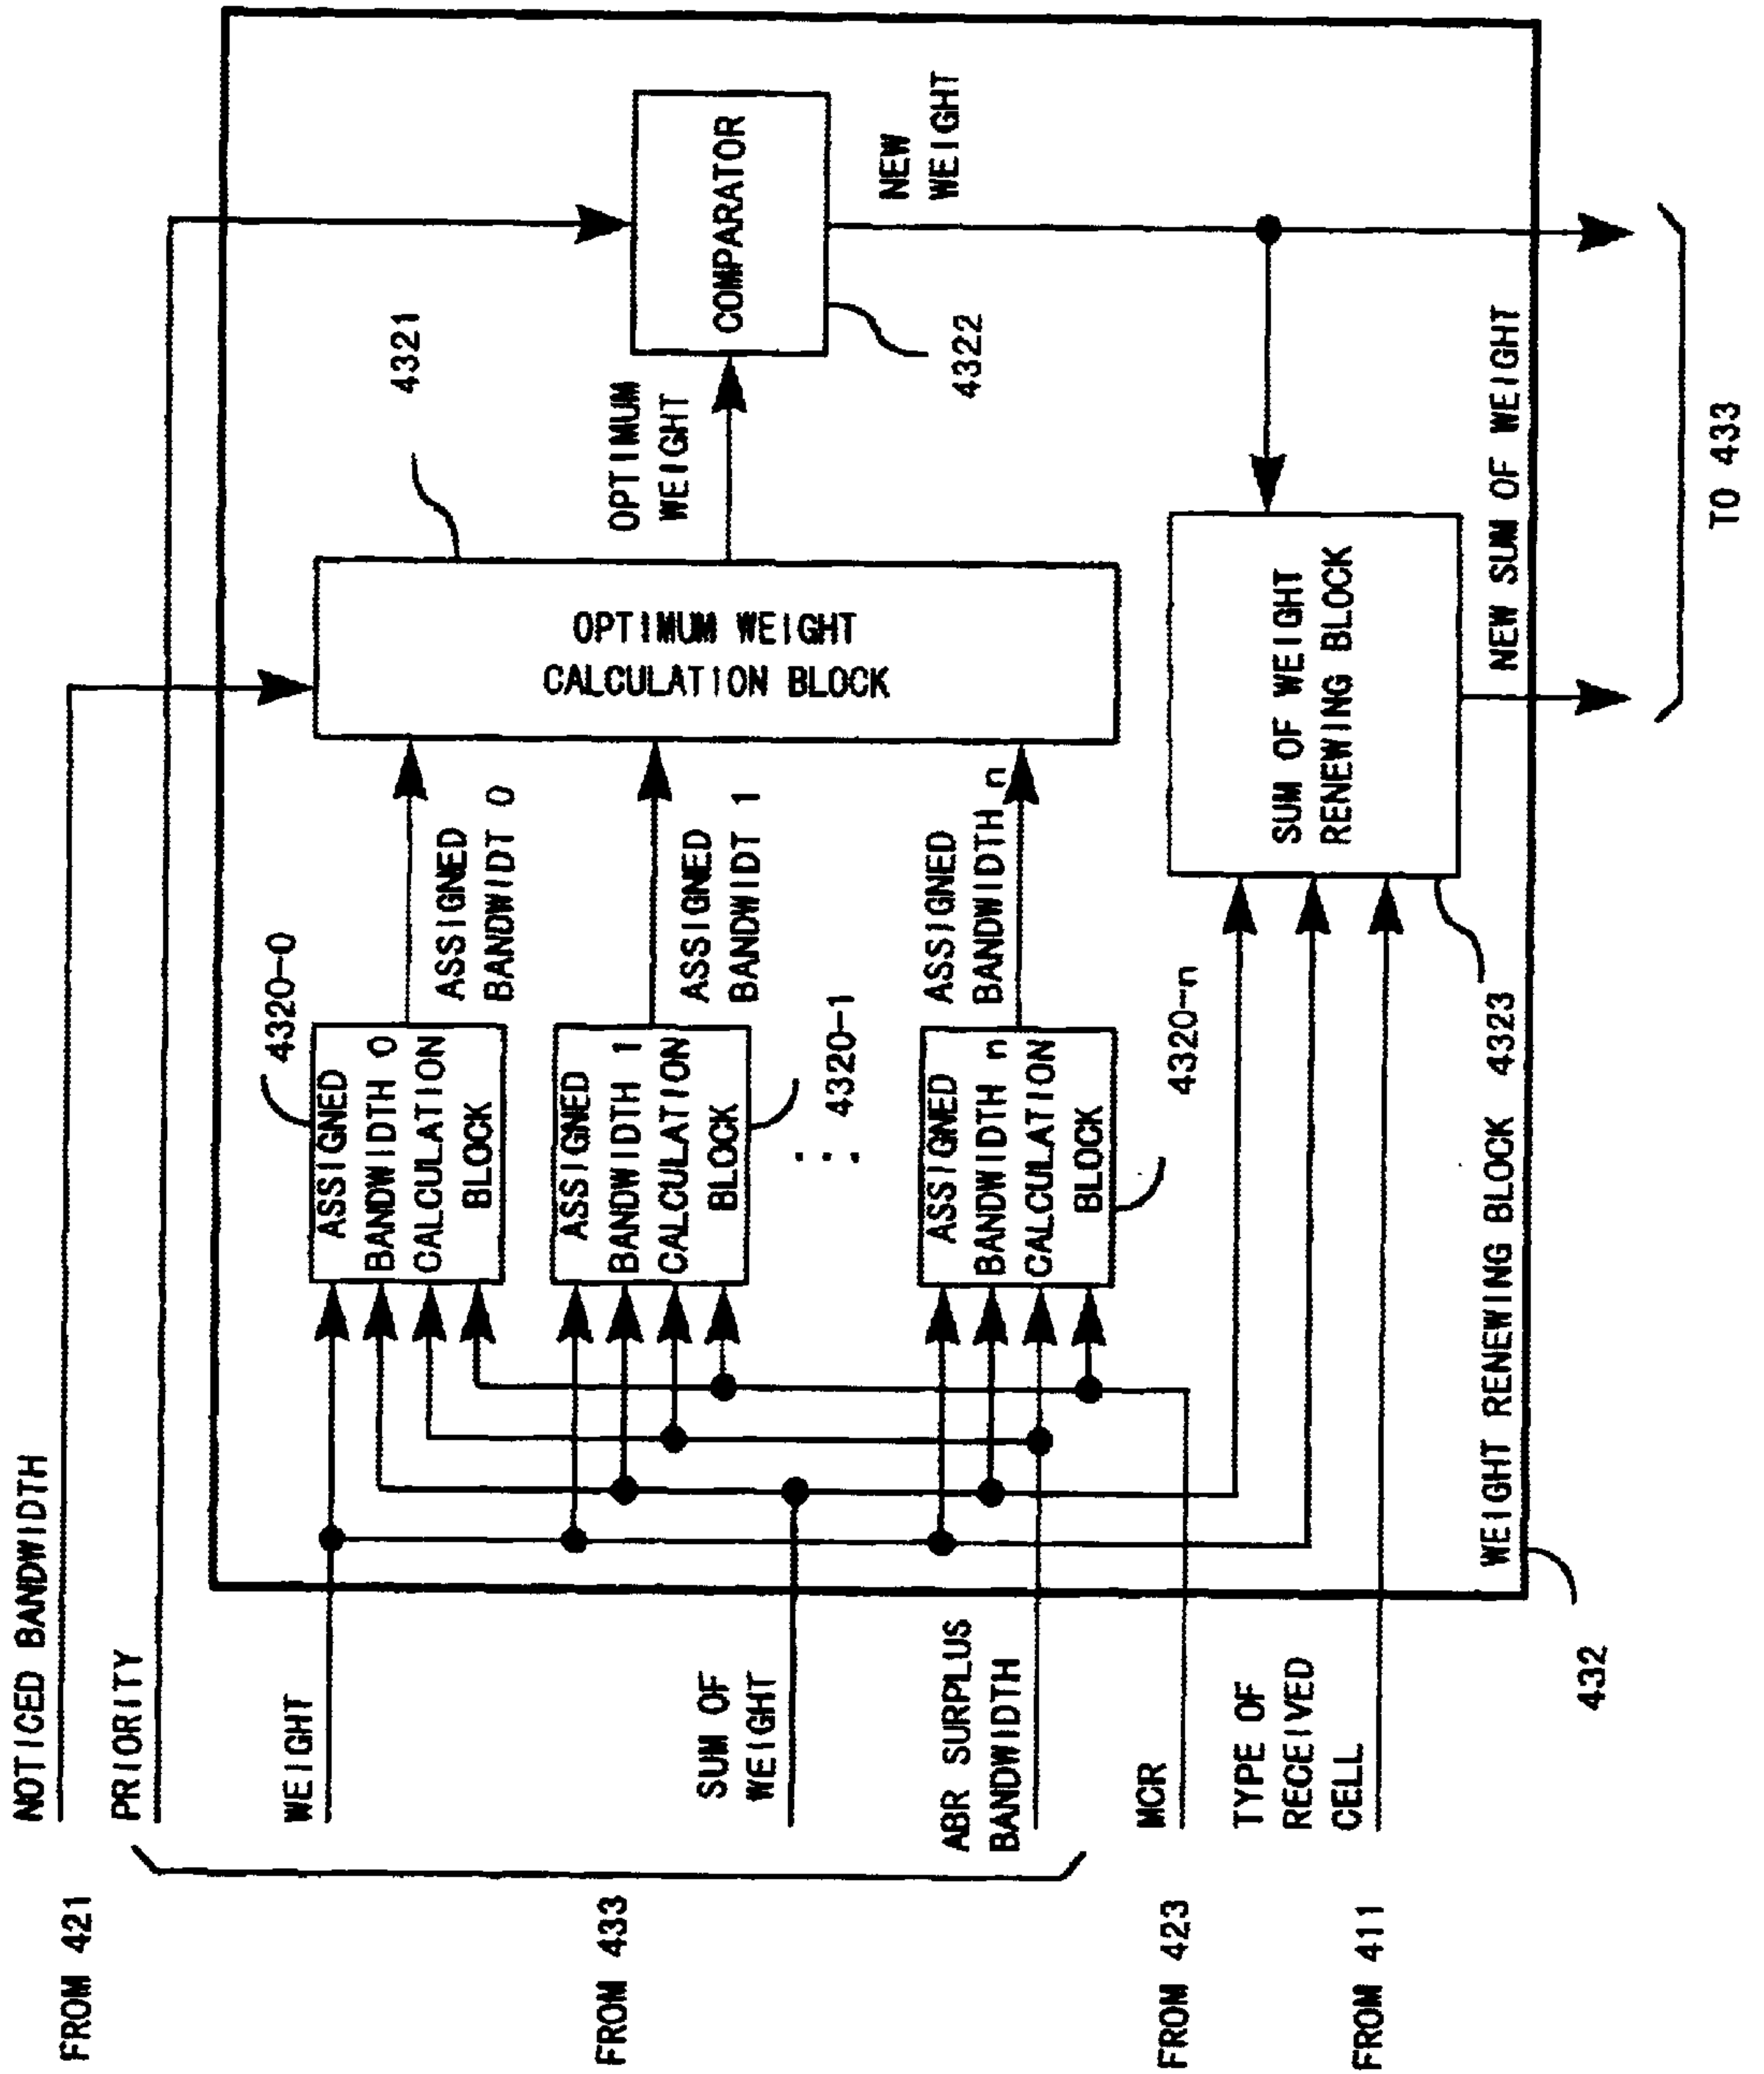 FROM 421
NOTICED BANDWIDTH
PRIORITY
FROM 433
WEIGHT
SUM OF
WEIGHT
ABR SURPLUS
BANDWIDTH
FROM 423
MCR
FROM 411
TYPE OF
RECEIVED
CELL
4320-0
ASSIGNED
BANDWIDTH 0
CALCULATION
BLOCK
ASSIGNED
BANDWIDT 0
ASSIGNED
BANDWIDTH 1
CALCULATION
BLOCK
4320-1
ASSIGNED
BANDWIDT 1
...
ASSIGNED
BANDWIDTH n
CALCULATION
BLOCK
4320-n
ASSIGNED
BANDWIDTH n
4321
OPTIMUM WEIGHT
CALCULATION BLOCK
OPTIMUM
WEIGHT
COMPARATOR
4322
NEW
WEIGHT
SUM OF WEIGHT
RENEWING BLOCK
4323
NEW SUM OF WEIGHT
WEIGHT RENEWING BLOCK
432
TO 433